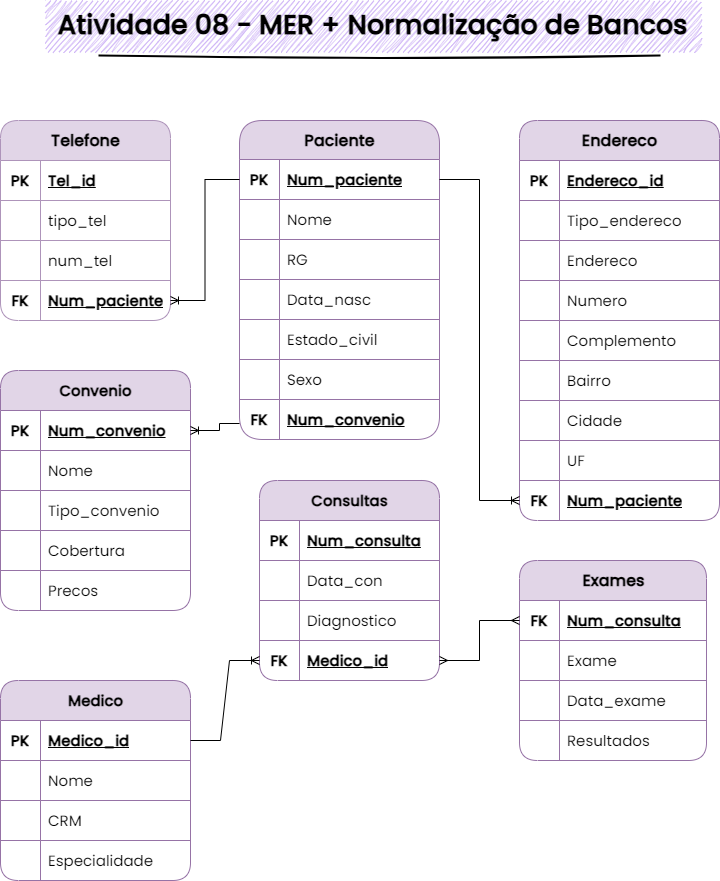 Atividade 08 - MER + Normalização de Bancos
Telefone
PK Tel_id
tipo_tel
num_tel
FK Num_paciente
Paciente
PK Num_paciente
Nome
RG
Data_nasc
Estado_civil
Sexo
FK Num_convenio
Endereco
PK Endereco_id
Tipo_endereco
Endereco
Numero
Complemento
Bairro
Cidade
UF
FK Num_paciente
Convenio
PK Num_convenio
Nome
Tipo_convenio
Cobertura
Precos
Consultas
PK Num_consulta
Data_con
Diagnostico
FK Medico_id
Exames
FK Num_consulta
Exame
Data_exame
Resultados
Medico
PK Medico_id
Nome
CRM
Especialidade